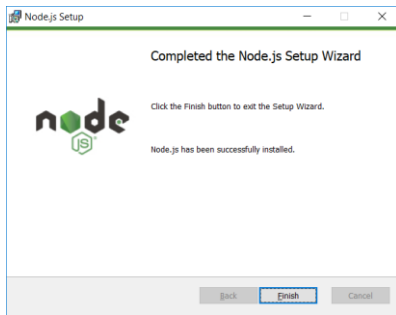 Node.js Setup
Completed the Node.js Setup Wizard
Click the Finish button to exit the Setup Wizard.
node
JS
Node.js has been successfully installed.
Back Finish Cancel